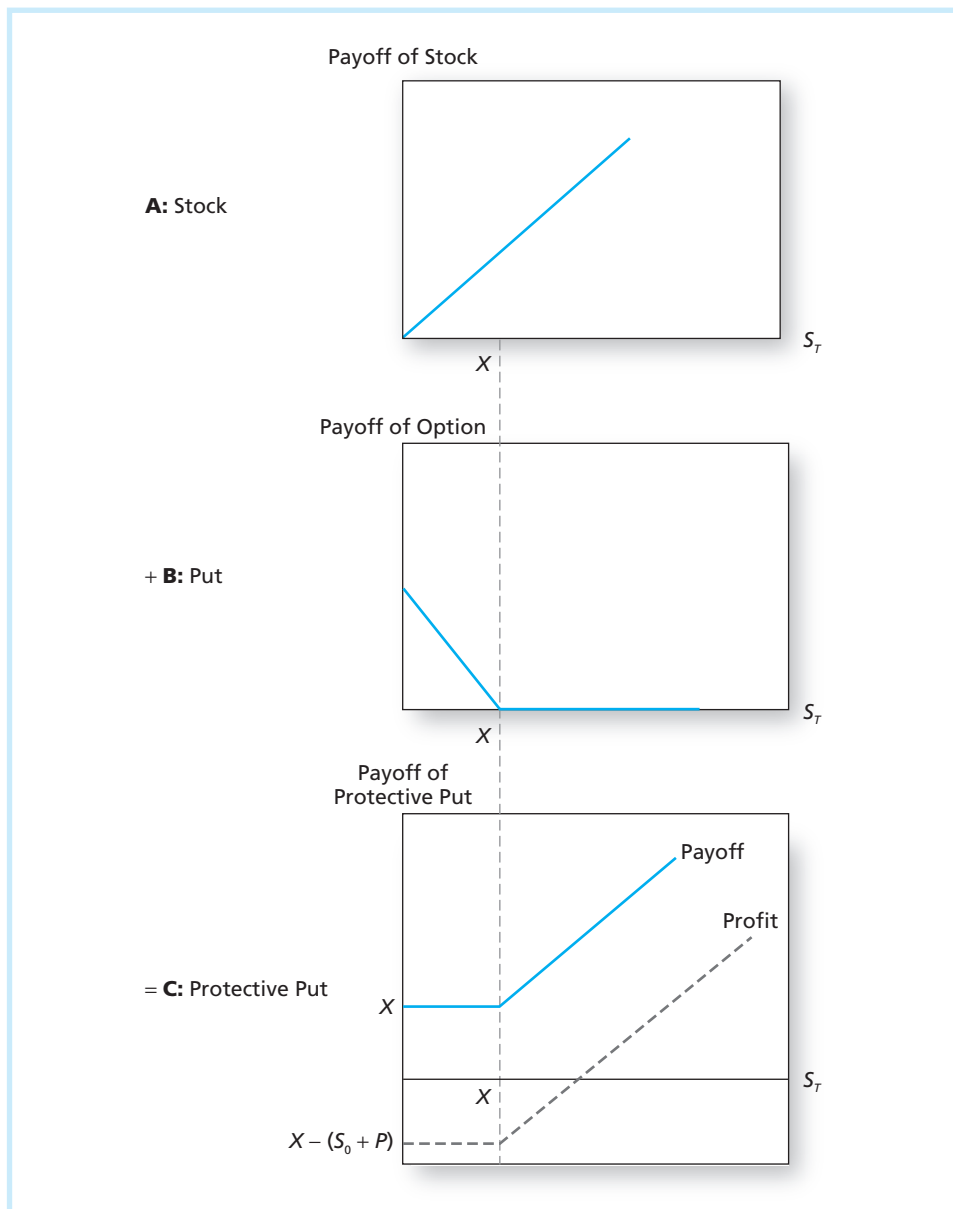 Payoff of Stock
A: Stock
S_T
X
Payoff of Option
+ B: Put
S_T
X
Payoff of
Protective Put
Payoff
Profit
= C: Protective Put
X
S_T
X
X – (S₀ + P)